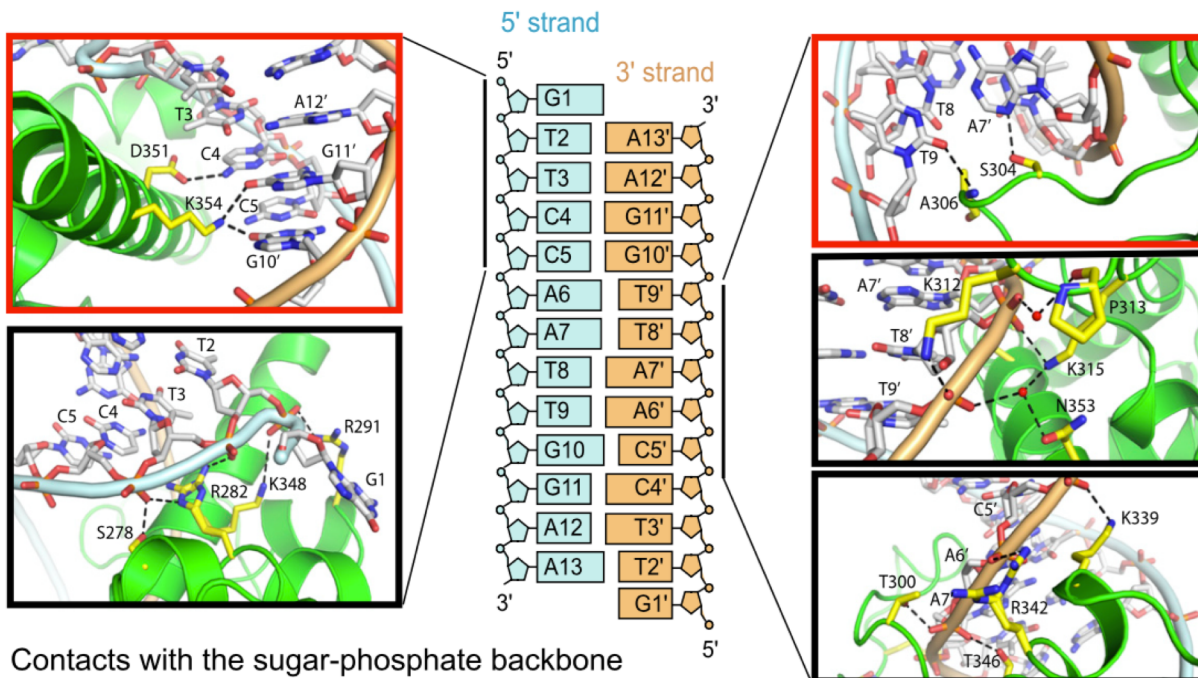 5' strand
3' strand
5'
3'
G1
T2 A13'
T3 A12'
C4 G11'
C5 G10'
A6 T9'
A7 T8'
T8 A7'
T9 A6'
G10 C5'
G11 C4'
A12 T3'
A13 T2'
G1'
3'
5'
T3
A12'
D351
C4
G11'
K354
C5
G10'
T2
T3
C5
C4
R291
R282
K348
G1
S278
T8
A7'
T9
S304
A306
A7'
K312
P313
T8'
K315
T9'
N353
C5'
K339
A6'
T300
A7'
R342
T346
Contacts with the sugar-phosphate backbone